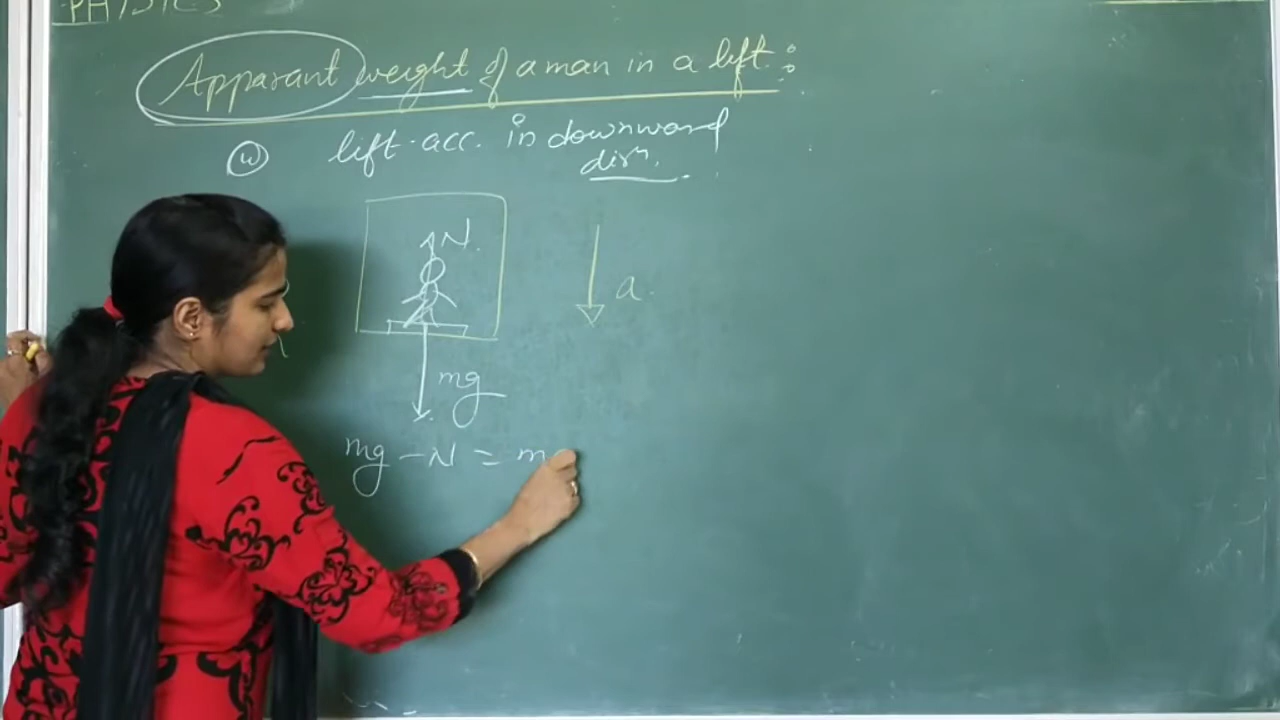 PHYSICS
Apparant weight of a man in a lift :
lift acc. in downward
dirⁿ.
N
a
mg
mg - N = m